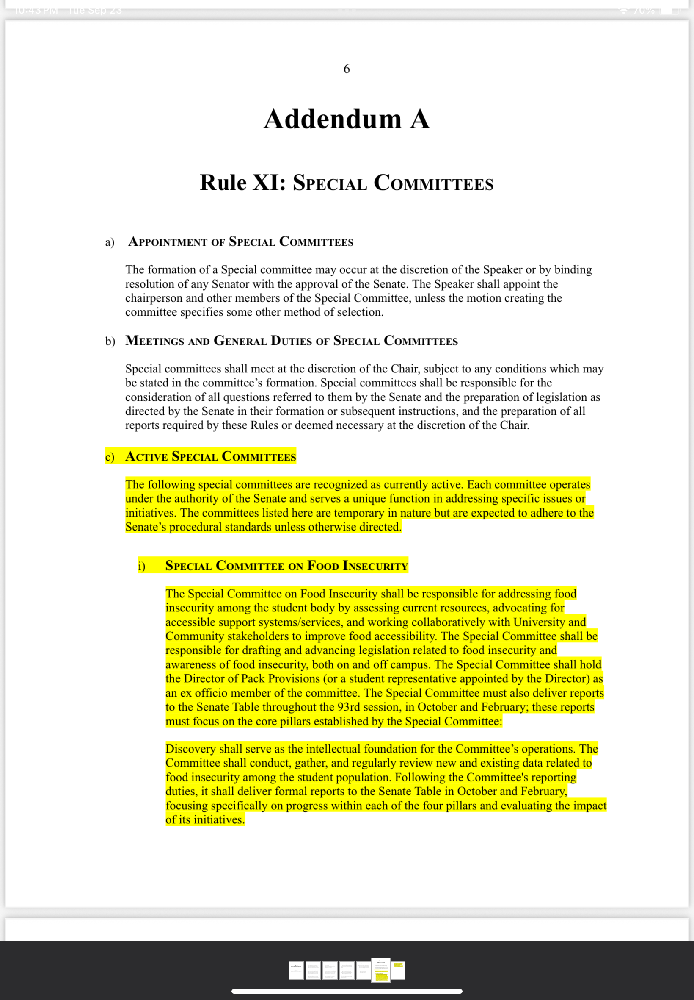 10:43 PM Tue Sep 23
70%
6
Addendum A
Rule XI: SPECIAL COMMITTEES
a) APPOINTMENT OF SPECIAL COMMITTEES
The formation of a Special committee may occur at the discretion of the Speaker or by binding
resolution of any Senator with the approval of the Senate. The Speaker shall appoint the
chairperson and other members of the Special Committee, unless the motion creating the
committee specifies some other method of selection.
b) MEETINGS AND GENERAL DUTIES OF SPECIAL COMMITTEES
Special committees shall meet at the discretion of the Chair, subject to any conditions which may
be stated in the committee’s formation. Special committees shall be responsible for the
consideration of all questions referred to them by the Senate and the preparation of legislation as
directed by the Senate in their formation or subsequent instructions, and the preparation of all
reports required by these Rules or deemed necessary at the discretion of the Chair.
c) ACTIVE SPECIAL COMMITTEES
The following special committees are recognized as currently active. Each committee operates
under the authority of the Senate and serves a unique function in addressing specific issues or
initiatives. The committees listed here are temporary in nature but are expected to adhere to the
Senate’s procedural standards unless otherwise directed.
i) SPECIAL COMMITTEE ON FOOD INSECURITY
The Special Committee on Food Insecurity shall be responsible for addressing food
insecurity among the student body by assessing current resources, advocating for
accessible support systems/services, and working collaboratively with University and
Community stakeholders to improve food accessibility. The Special Committee shall be
responsible for drafting and advancing legislation related to food insecurity and
awareness of food insecurity, both on and off campus. The Special Committee shall hold
the Director of Pack Provisions (or a student representative appointed by the Director) as
an ex officio member of the committee. The Special Committee must also deliver reports
to the Senate Table throughout the 93rd session, in October and February; these reports
must focus on the core pillars established by the Special Committee:
Discovery shall serve as the intellectual foundation for the Committee’s operations. The
Committee shall conduct, gather, and regularly review new and existing data related to
food insecurity among the student population. Following the Committee's reporting
duties, it shall deliver formal reports to the Senate Table in October and February,
focusing specifically on progress within each of the four pillars and evaluating the impact
of its initiatives.